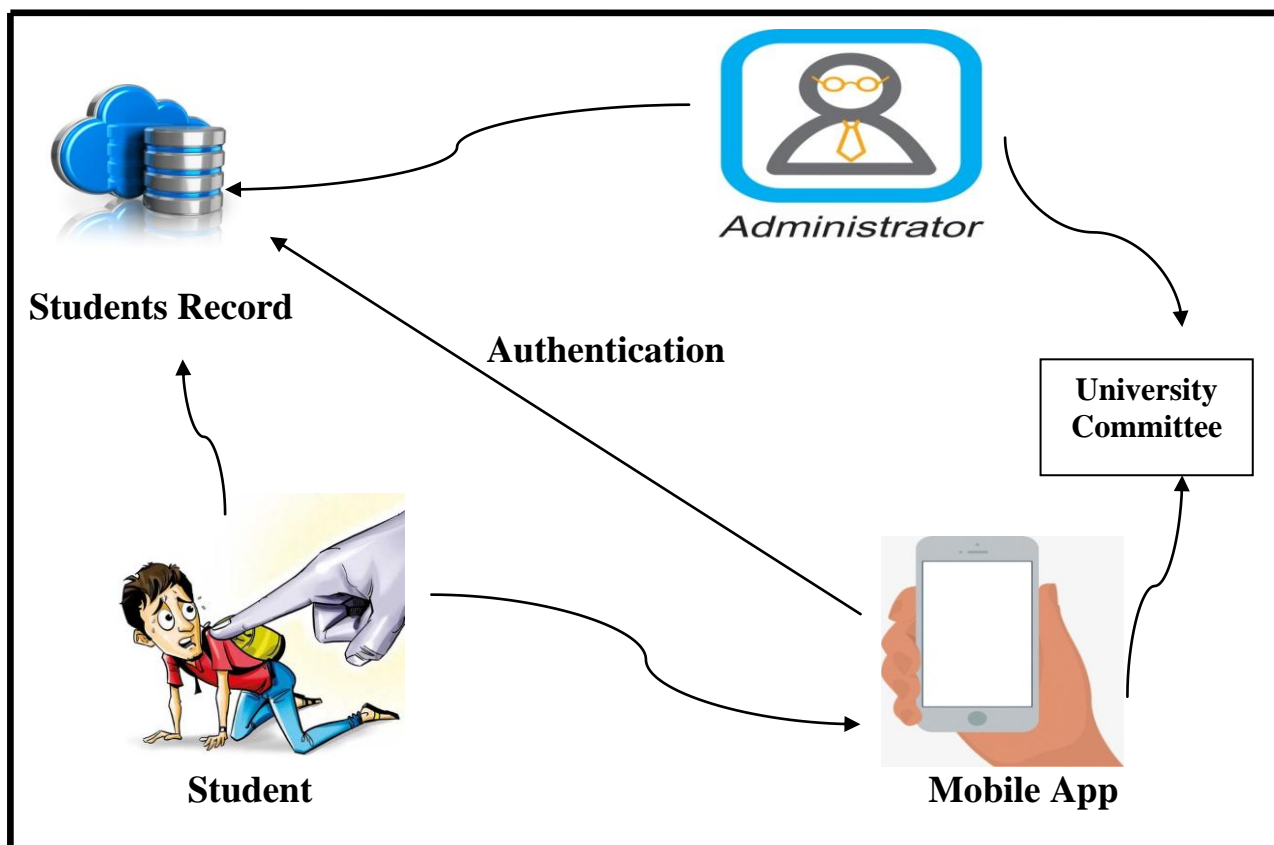 Administrator
Students Record
Authentication
University
Committee
Student
Mobile App